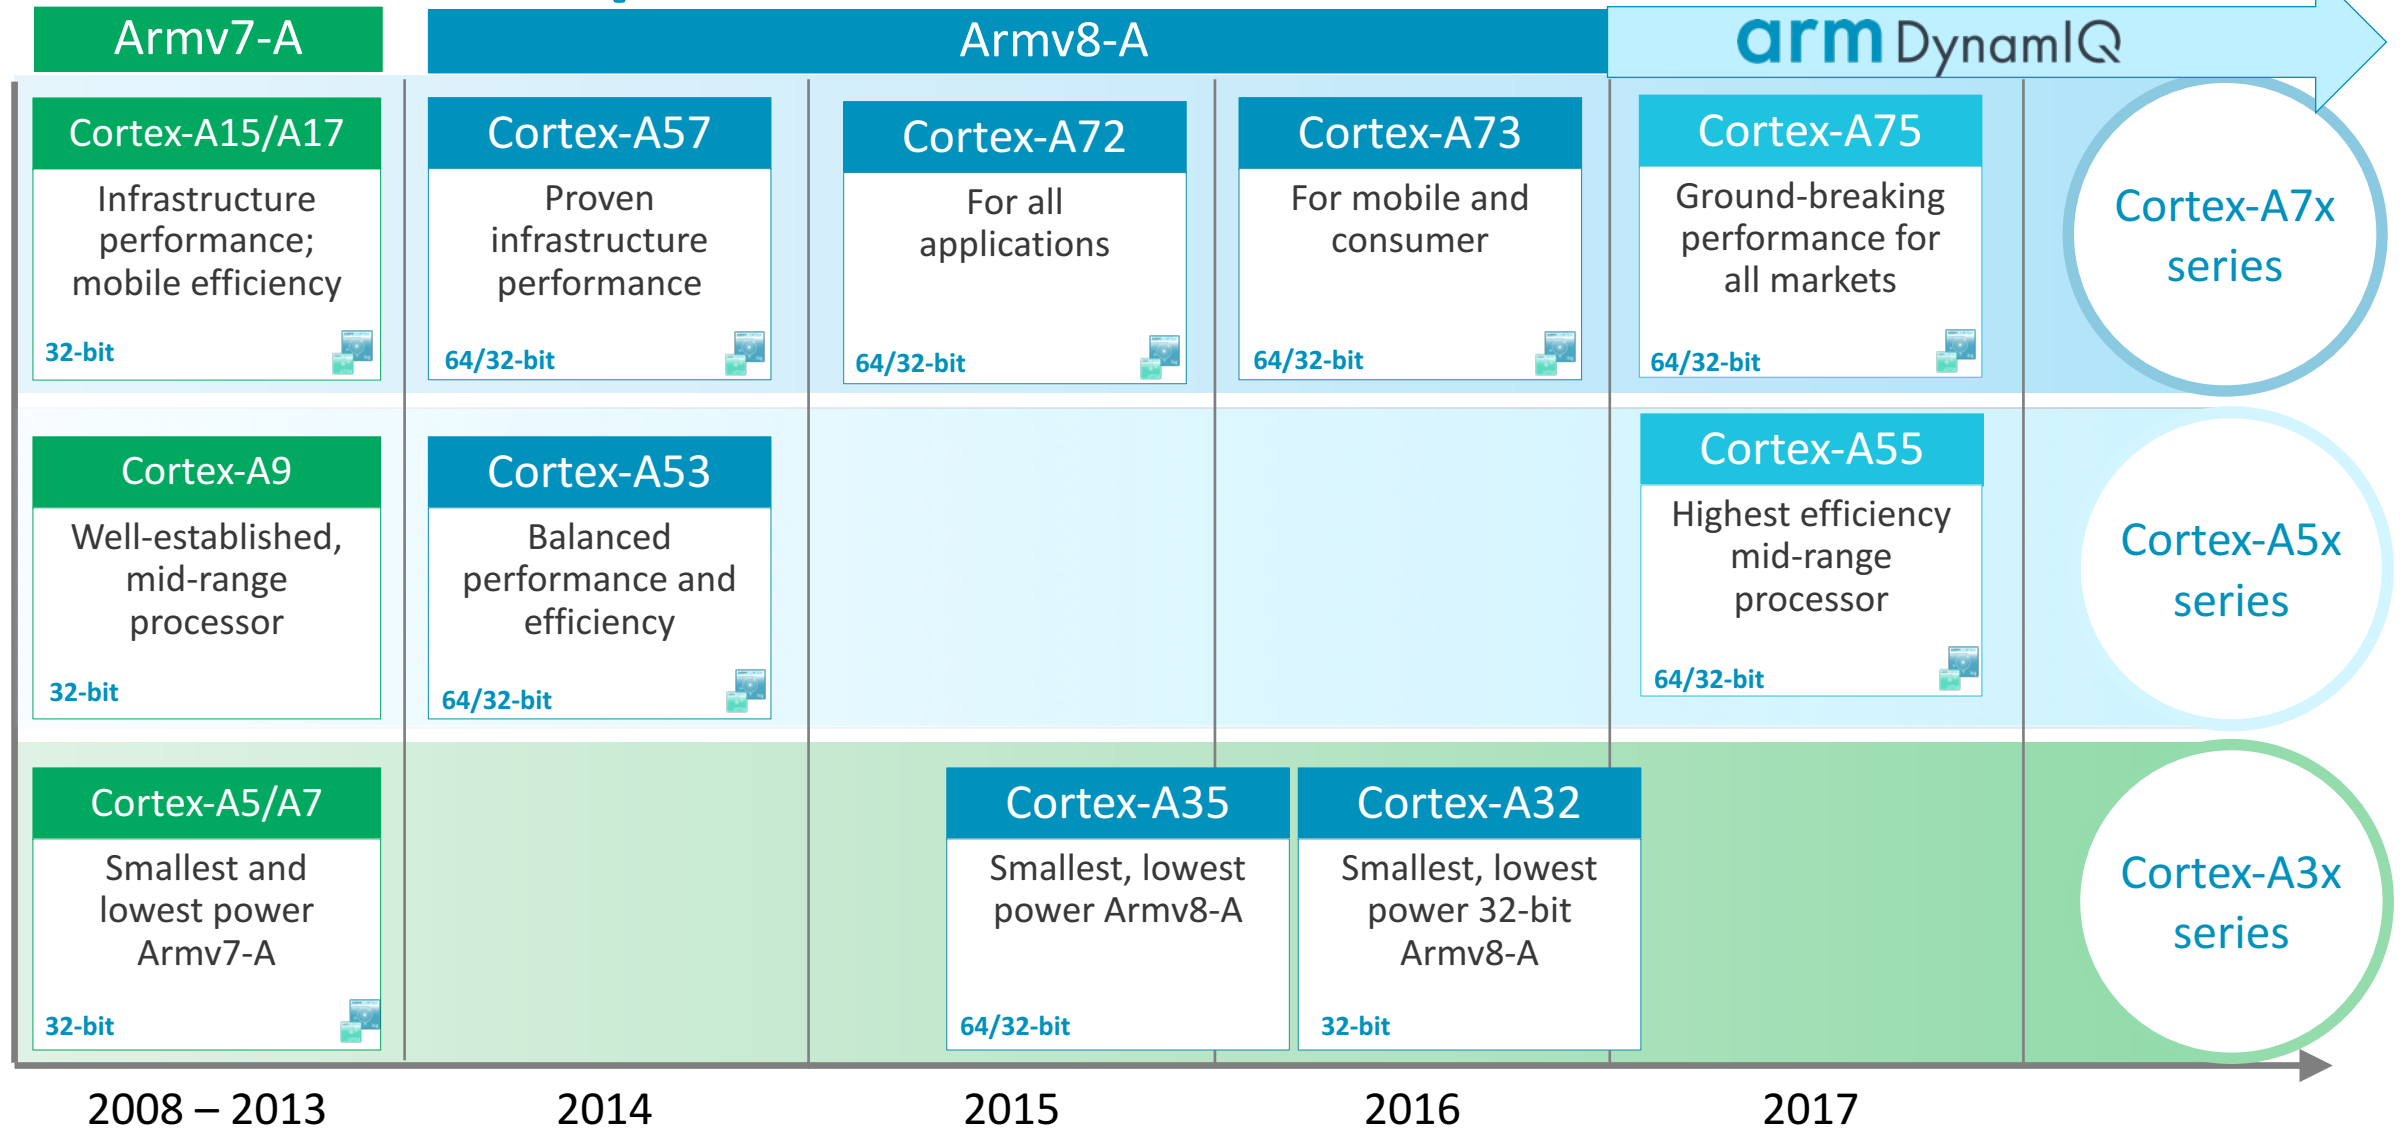 Armv7-A
Armv8-A
arm DynamIQ
Cortex-A15/A17
Infrastructure
performance;
mobile efficiency
32-bit
Cortex-A57
Proven
infrastructure
performance
64/32-bit
Cortex-A72
For all
applications
64/32-bit
Cortex-A73
For mobile and
consumer
64/32-bit
Cortex-A75
Ground-breaking
performance for
all markets
64/32-bit
Cortex-A7x
series
Cortex-A9
Well-established,
mid-range
processor
32-bit
Cortex-A53
Balanced
performance and
efficiency
64/32-bit
Cortex-A55
Highest efficiency
mid-range
processor
64/32-bit
Cortex-A5x
series
Cortex-A5/A7
Smallest and
lowest power
Armv7-A
32-bit
Cortex-A35
Smallest, lowest
power Armv8-A
64/32-bit
Cortex-A32
Smallest, lowest
power 32-bit
Armv8-A
32-bit
Cortex-A3x
series
2008 – 2013
2014
2015
2016
2017